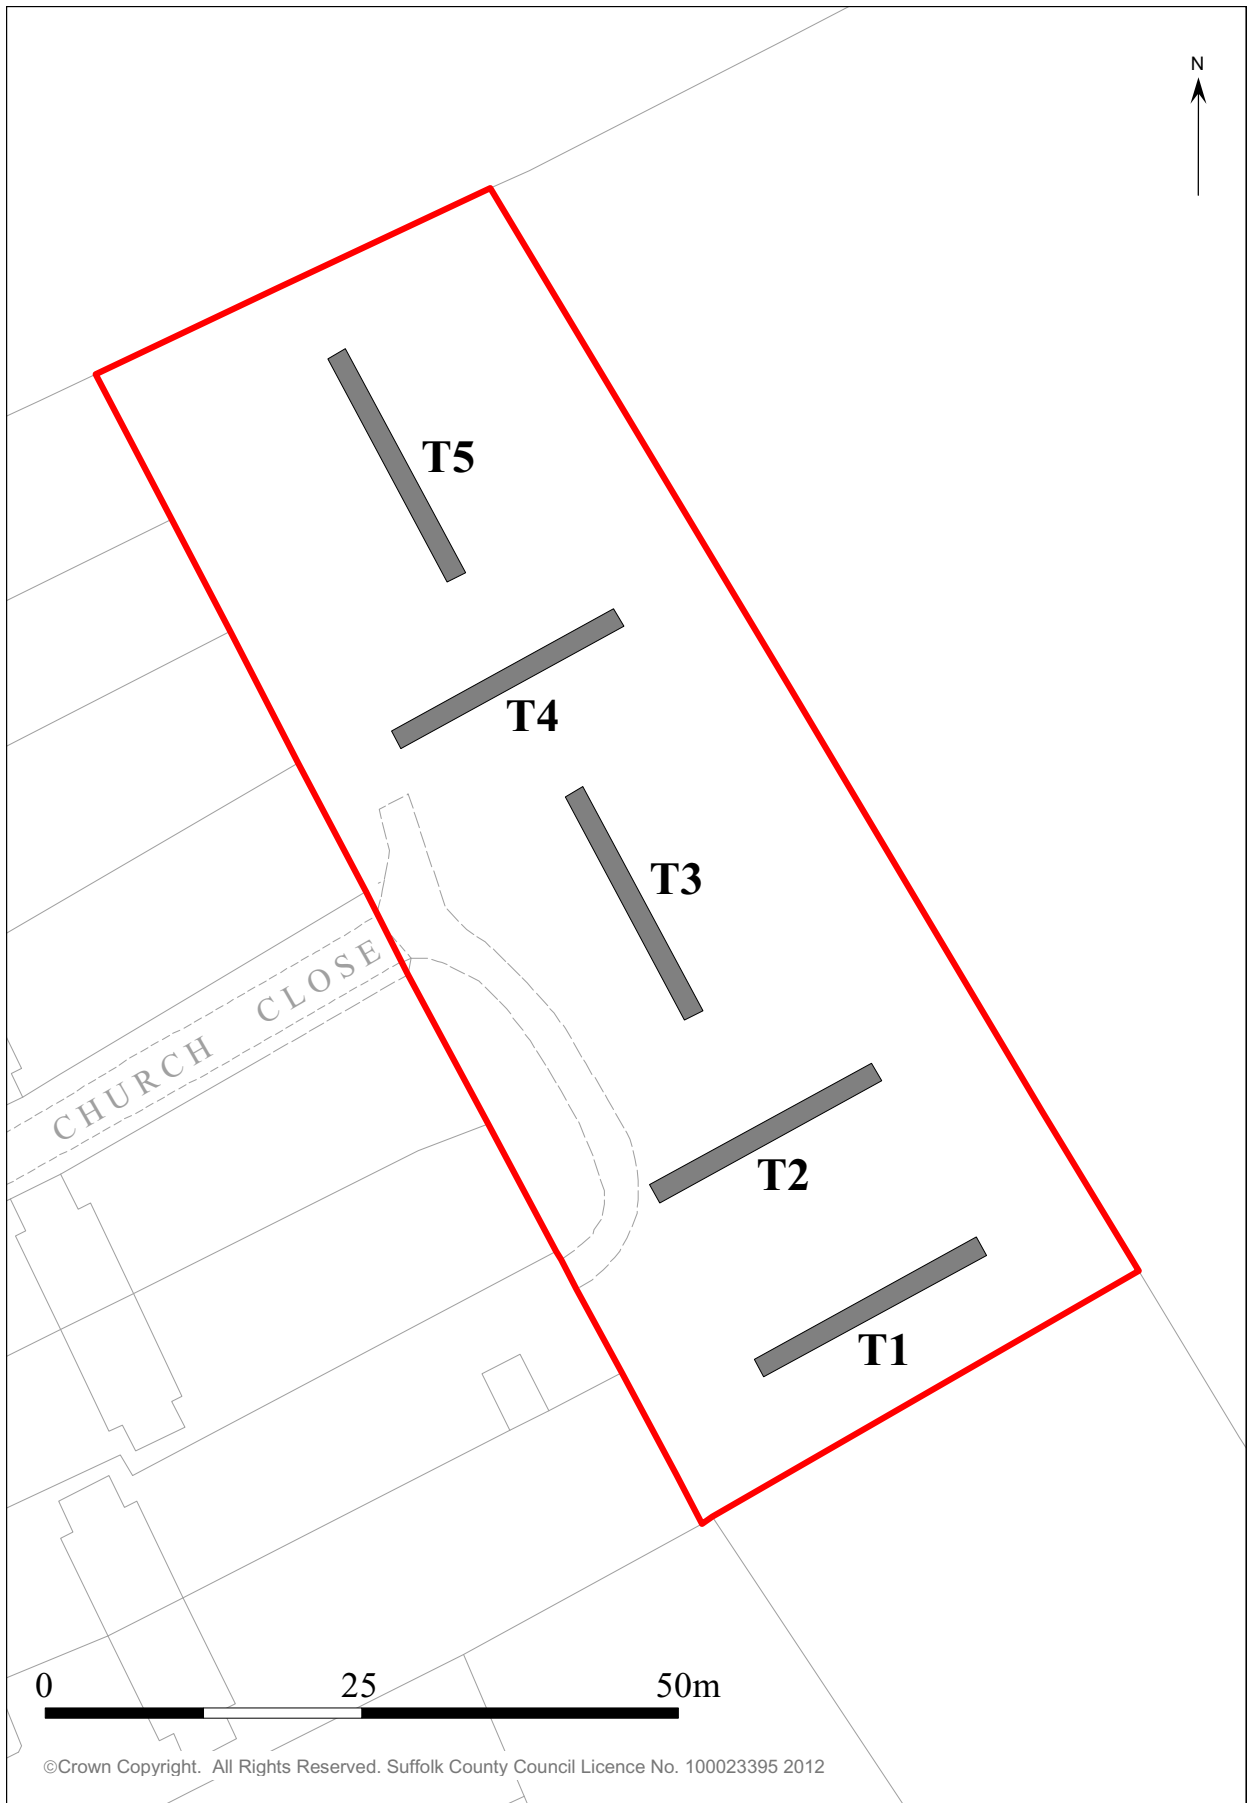 N
T5
T4
T3
CHURCH CLOSE
T2
T1
0 25 50m
©Crown Copyright. All Rights Reserved. Suffolk County Council Licence No. 100023395 2012